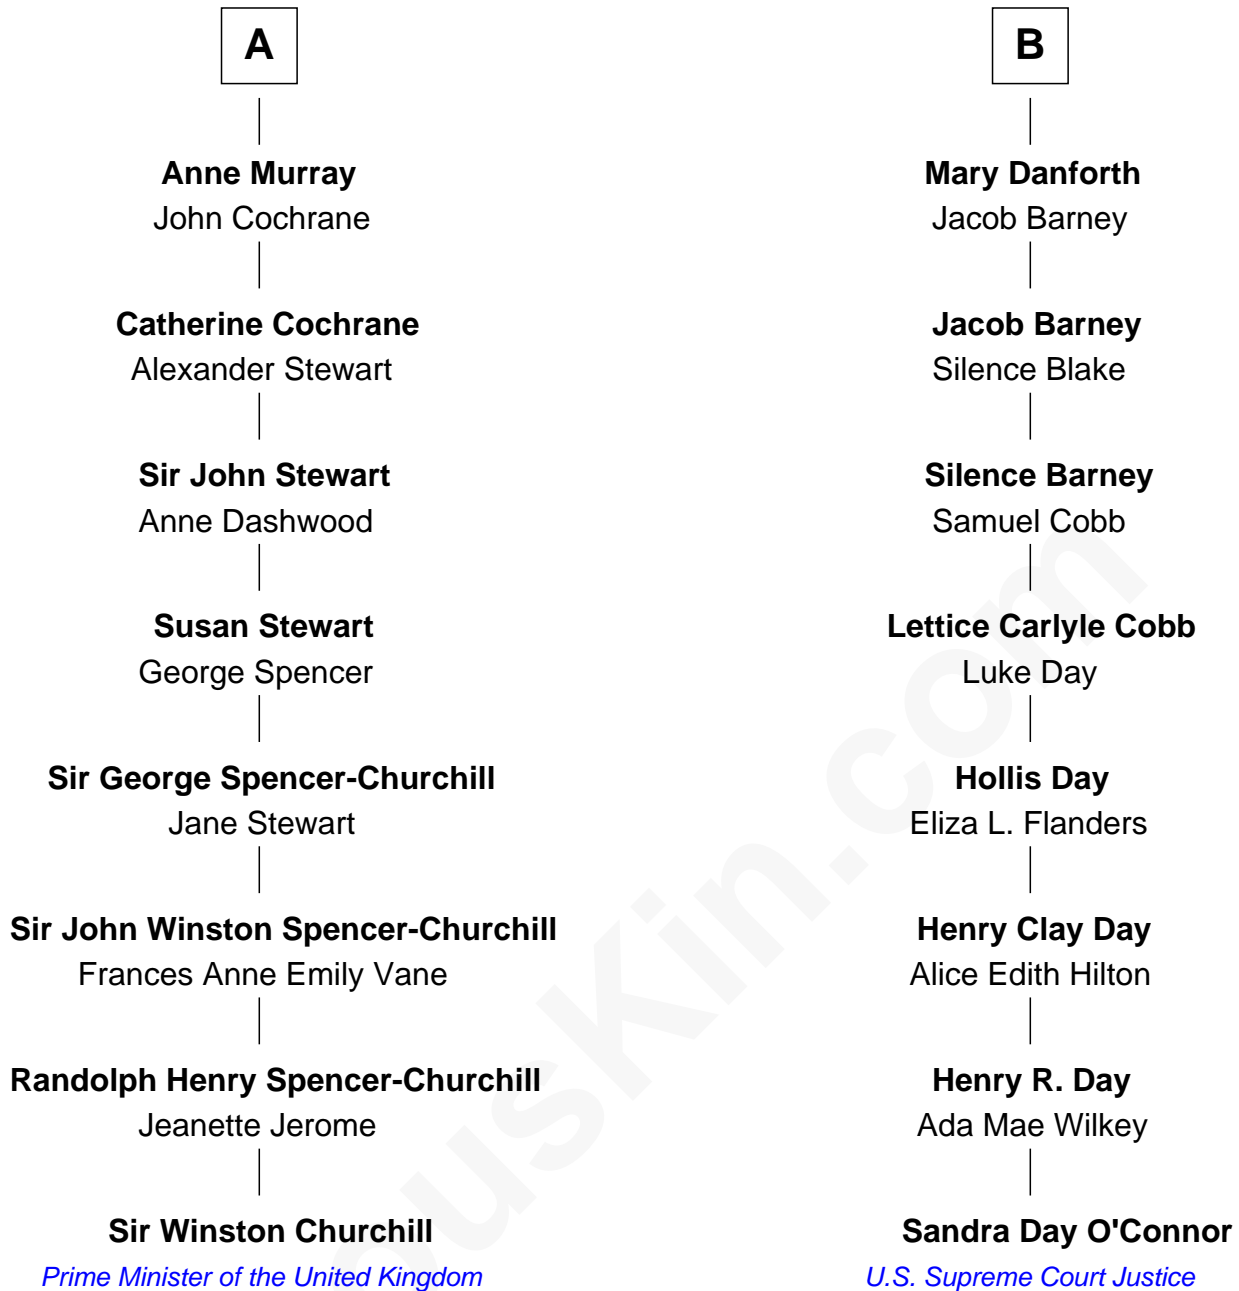 A
Anne Murray
John Cochrane
Catherine Cochrane
Alexander Stewart
Sir John Stewart
Anne Dashwood
Susan Stewart
George Spencer
Sir George Spencer-Churchill
Jane Stewart
Sir John Winston Spencer-Churchill
Frances Anne Emily Vane
Randolph Henry Spencer-Churchill
Jeanette Jerome
Sir Winston Churchill
Prime Minister of the United Kingdom
B
Mary Danforth
Jacob Barney
Jacob Barney
Silence Blake
Silence Barney
Samuel Cobb
Lettice Carlyle Cobb
Luke Day
Hollis Day
Eliza L. Flanders
Henry Clay Day
Alice Edith Hilton
Henry R. Day
Ada Mae Wilkey
Sandra Day O'Connor
U.S. Supreme Court Justice
ousKin.com